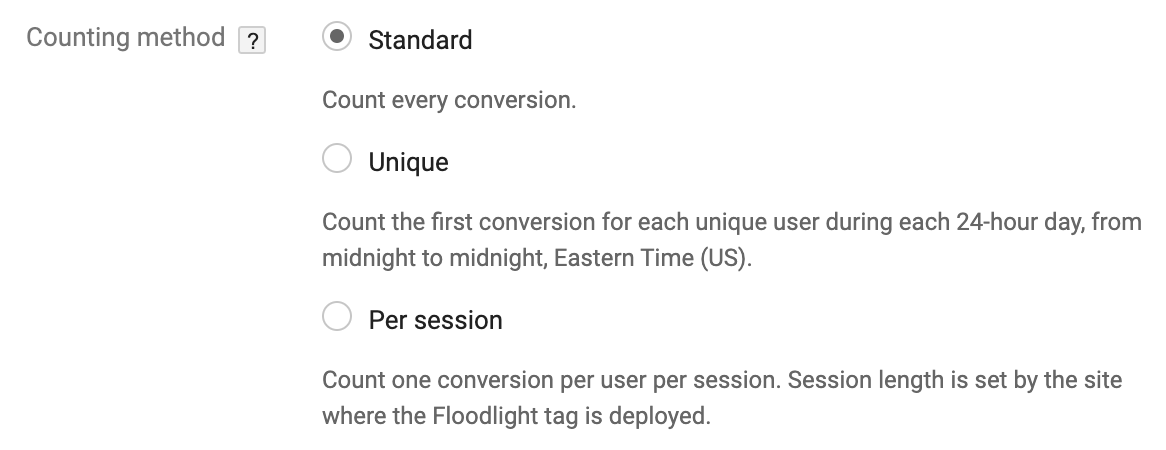 Counting method ? Standard
Count every conversion.
Unique
Count the first conversion for each unique user during each 24-hour day, from
midnight to midnight, Eastern Time (US).
Per session
Count one conversion per user per session. Session length is set by the site
where the Floodlight tag is deployed.